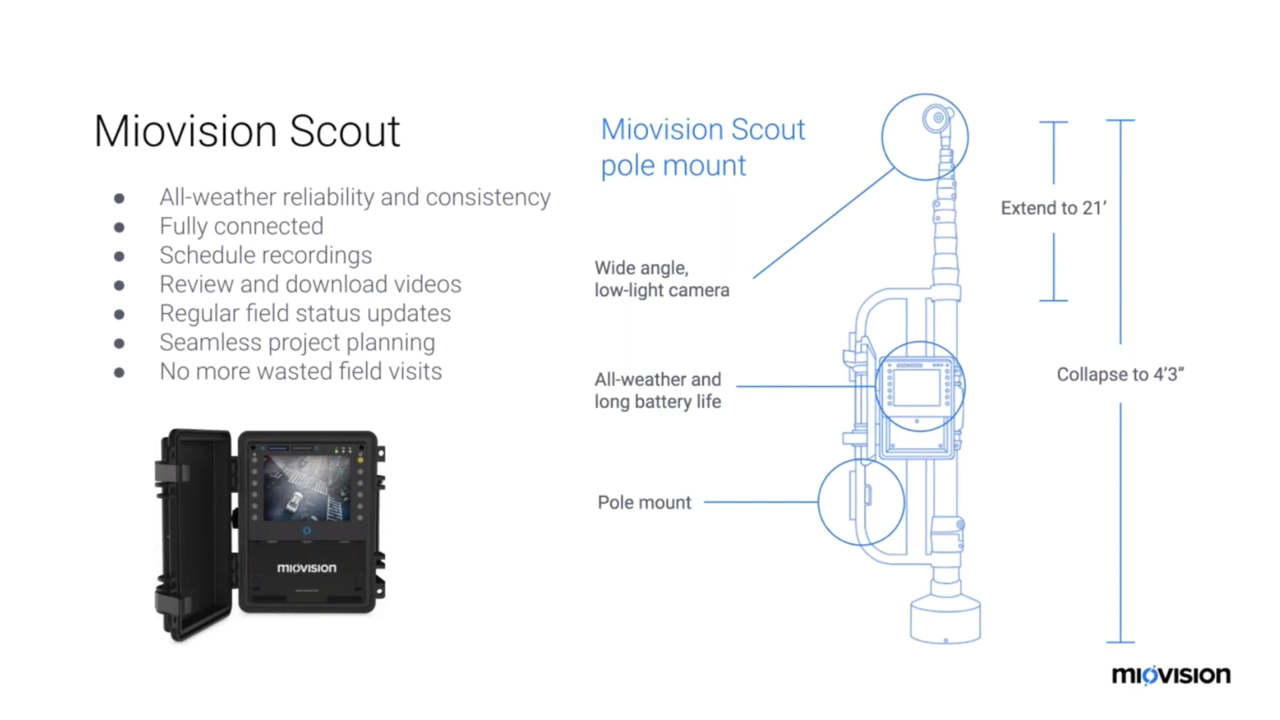 Miovision Scout
● All-weather reliability and consistency
● Fully connected
● Schedule recordings
● Review and download videos
● Regular field status updates
● Seamless project planning
● No more wasted field visits
miovision
Miovision Scout
pole mount
Extend to 21’
Wide angle,
low-light camera
Collapse to 4’3”
All-weather and
long battery life
Pole mount
miovision